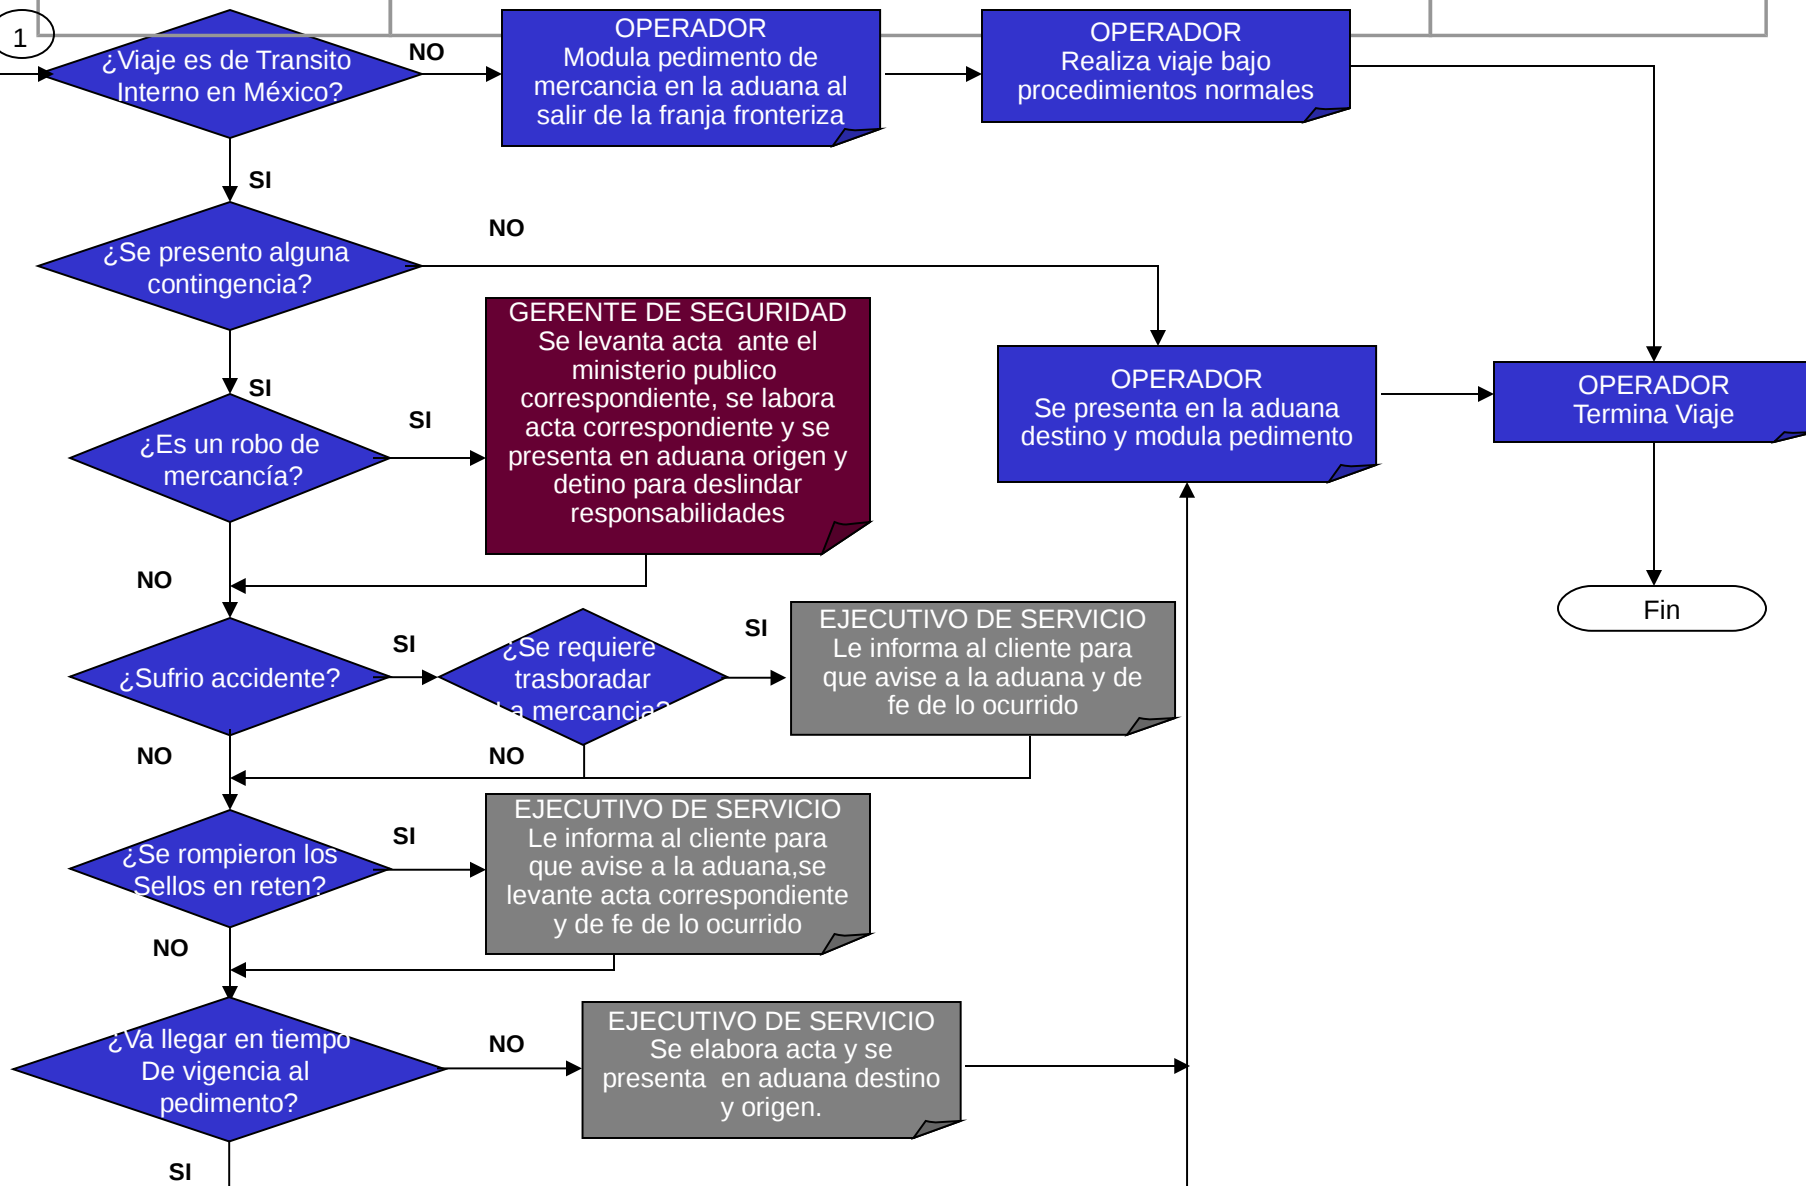 1
¿Viaje es de Transito
Interno en México?
NO
OPERADOR
Modula pedimento de
mercancia en la aduana al
salir de la franja fronteriza
OPERADOR
Realiza viaje bajo
procedimientos normales
SI
¿Se presento alguna
contingencia?
NO
SI
¿Es un robo de
mercancía?
SI
GERENTE DE SEGURIDAD
Se levanta acta  ante el
ministerio publico
correspondiente, se labora
acta correspondiente y se
presenta en aduana origen y
detino para deslindar
responsabilidades
OPERADOR
Se presenta en la aduana
destino y modula pedimento
OPERADOR
Termina Viaje
Fin
NO
¿Sufrio accidente?
SI
¿Se requiere
trasboradar
La mercancia?
SI
EJECUTIVO DE SERVICIO
Le informa al cliente para
que avise a la aduana y de
fe de lo ocurrido
NO
NO
¿Se rompieron los
Sellos en reten?
SI
EJECUTIVO DE SERVICIO
Le informa al cliente para
que avise a la aduana,se
levante acta correspondiente
y de fe de lo ocurrido
NO
¿Va llegar en tiempo
De vigencia al
pedimento?
NO
EJECUTIVO DE SERVICIO
Se elabora acta y se
presenta  en aduana destino
y origen.
SI